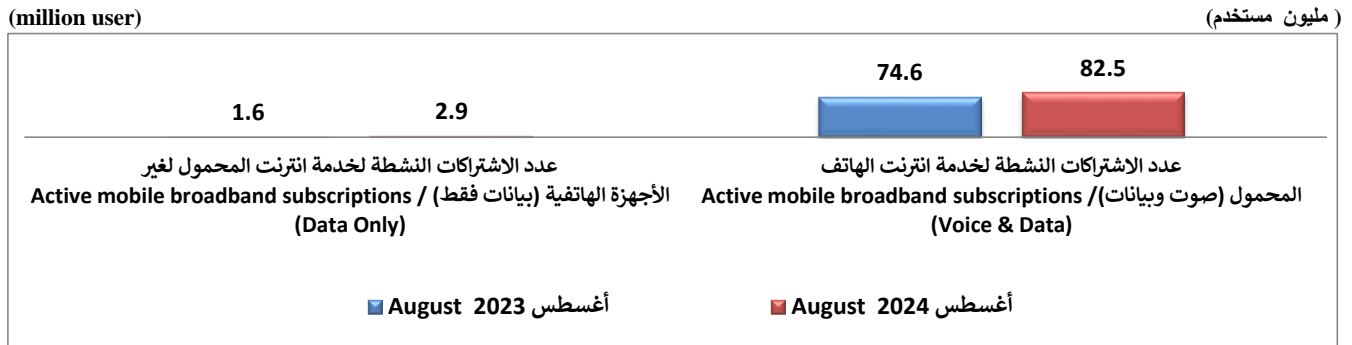 (million user)
( مليون مستخدم)
74.6
82.5
1.6
2.9
عدد الاشتراكات النشطة لخدمة انترنت الهاتف
المحمول (صوت وبيانات)/ Active mobile broadband subscriptions
(Voice & Data)
عدد الاشتراكات النشطة لخدمة انترنت المحمول لغير
الأجهزة الهاتفية (بيانات فقط) / Active mobile broadband subscriptions
(Data Only)
أغسطس August 2023
أغسطس August 2024